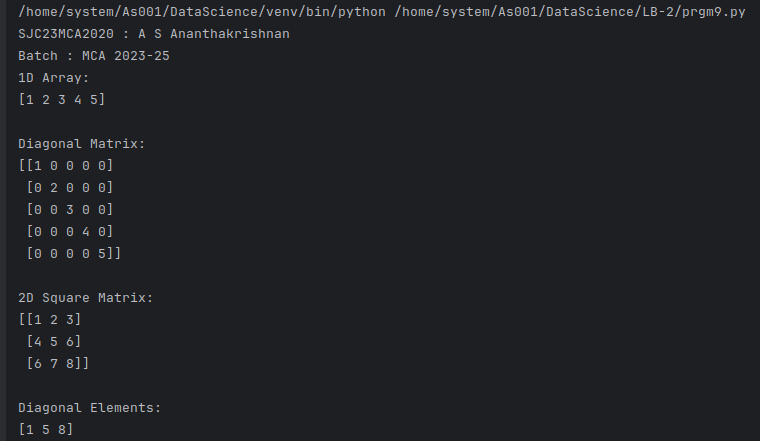 /home/system/As001/DataScience/venv/bin/python /home/system/As001/DataScience/LB-2/prgm9.py
SJC23MCA2020 : A S Ananthakrishnan
Batch : MCA 2023-25
1D Array:
[1 2 3 4 5]
Diagonal Matrix:
[[1 0 0 0 0]
 [0 2 0 0 0]
 [0 0 3 0 0]
 [0 0 0 4 0]
 [0 0 0 0 5]]
2D Square Matrix:
[[1 2 3]
 [4 5 6]
 [6 7 8]]
Diagonal Elements:
[1 5 8]